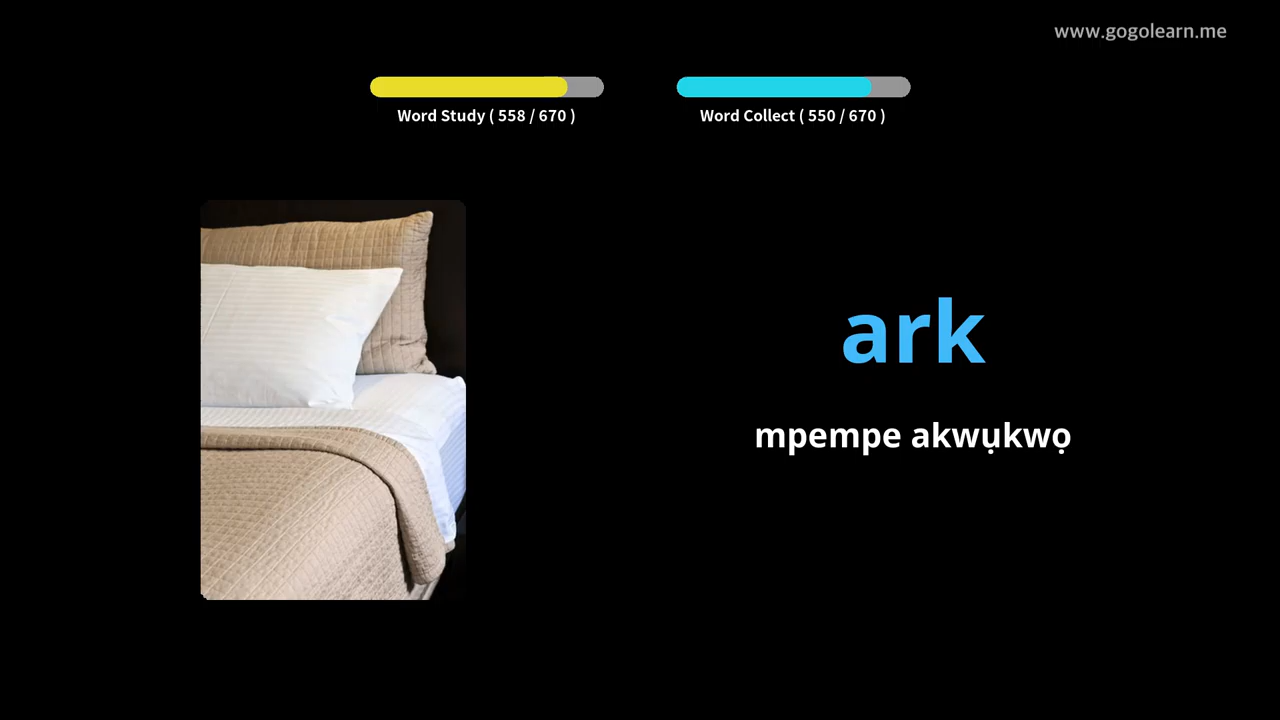 www.gogolearn.me
Word Study ( 558 / 670 )
Word Collect ( 550 / 670 )
ark
mpempe akwụkwọ